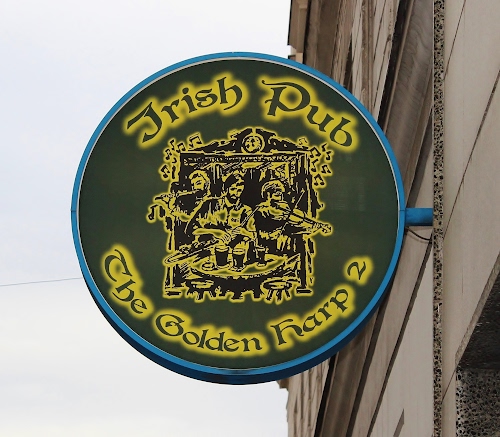 Irish Pub
The Golden Harp 2